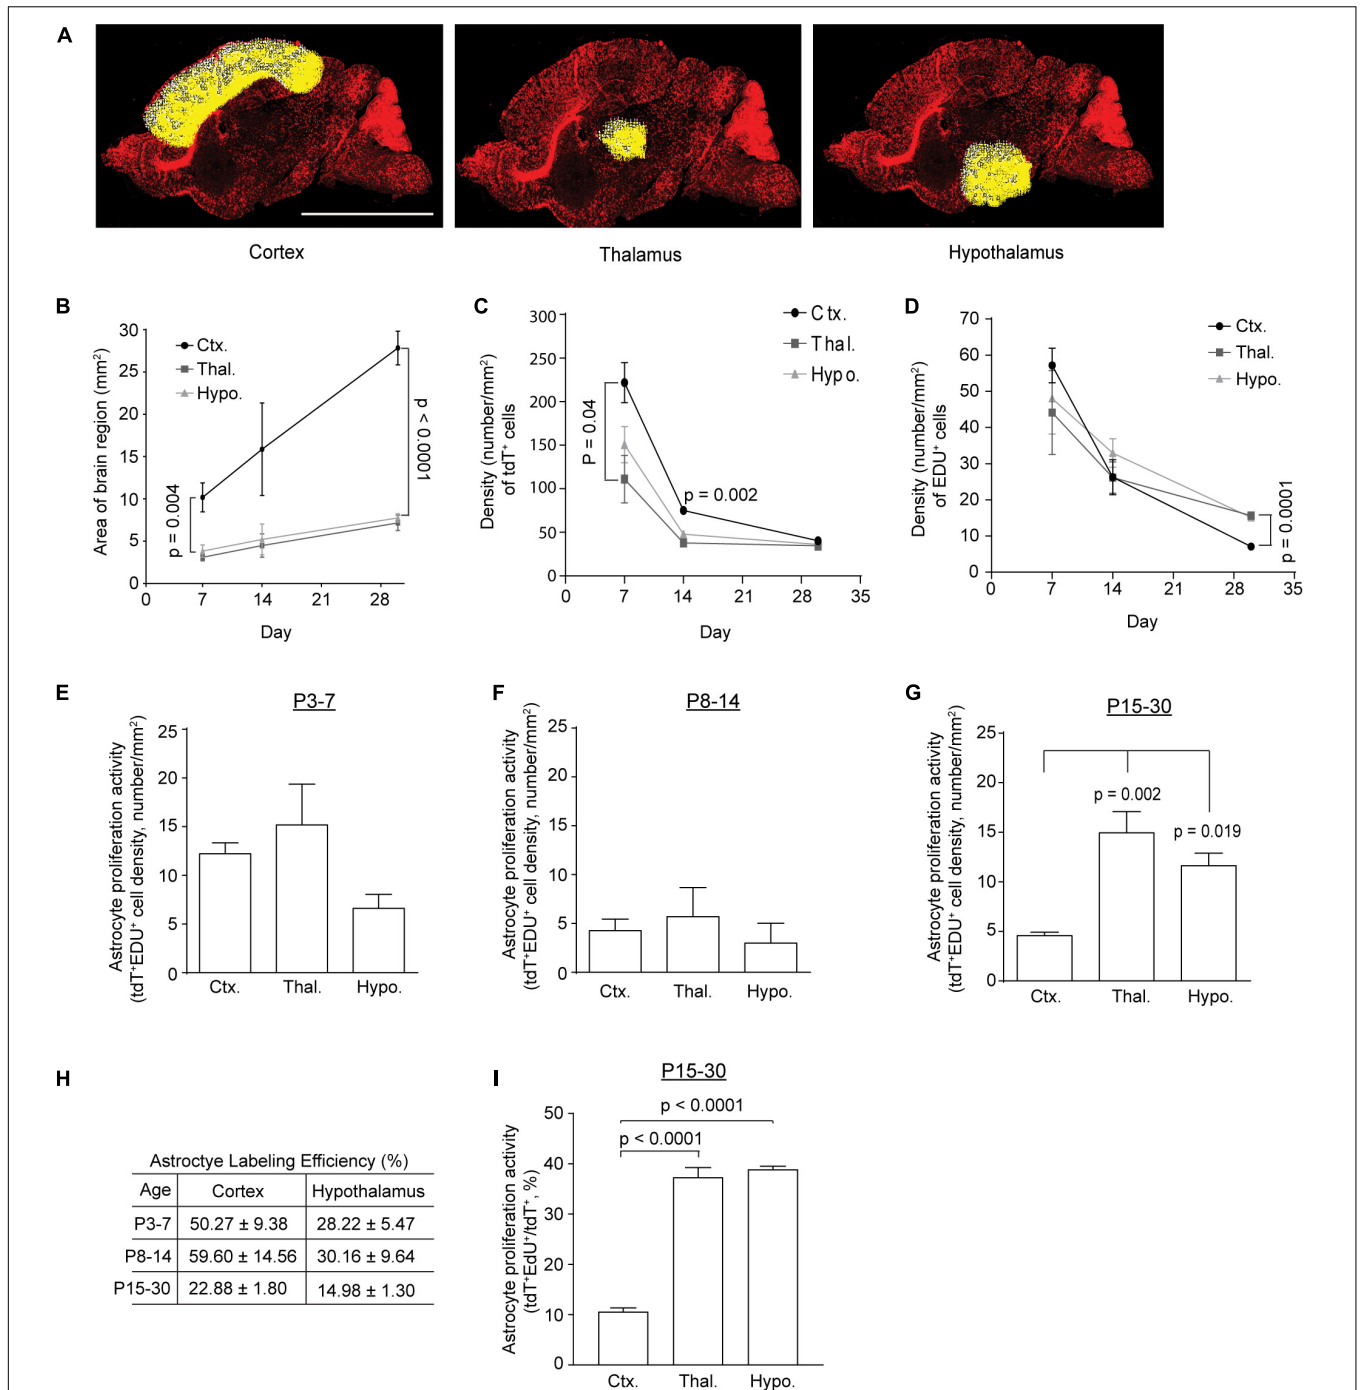 A
Cortex
Thalamus
Hypothalamus
B
Area of brain region (mm²)
30
25
20
15
10
5
0
Ctx.
Thal.
Hypo.
p = 0.004
p < 0.0001
0 7 14 21 28
Day
C
Density (number/mm²)
of tdT⁺ cells
300
250
200
150
100
50
0
Ctx.
Thal.
Hypo.
P = 0.04
p = 0.002
0 7 14 21 28 35
Day
D
Density (number/mm²)
of EDU⁺ cells
70
60
50
40
30
20
10
0
Ctx.
Thal.
Hypo.
p = 0.0001
0 7 14 21 28 35
Day
E
P3-7
Astrocyte proliferation activity
(tdT⁺EDU⁺ cell density, number/mm²)
25
20
15
10
5
0
Ctx. Thal. Hypo.
F
P8-14
Astrocyte proliferation activity
(tdT⁺EDU⁺ cell density, number/mm²)
25
20
15
10
5
0
Ctx. Thal. Hypo.
G
P15-30
Astrocyte proliferation activity
(tdT⁺EDU⁺ cell density, number/mm²)
25
20
15
10
5
0
p = 0.002
p = 0.019
Ctx. Thal. Hypo.
H
Astroctye Labeling Efficiency (%)
Age Cortex Hypothalamus
P3-7 50.27 ± 9.38 28.22 ± 5.47
P8-14 59.60 ± 14.56 30.16 ± 9.64
P15-30 22.88 ± 1.80 14.98 ± 1.30
I
P15-30
Astrocyte proliferation activity
(tdT⁺EdU⁺/tdT⁺, %)
50
40
30
20
10
0
p < 0.0001
p < 0.0001
Ctx. Thal. Hypo.